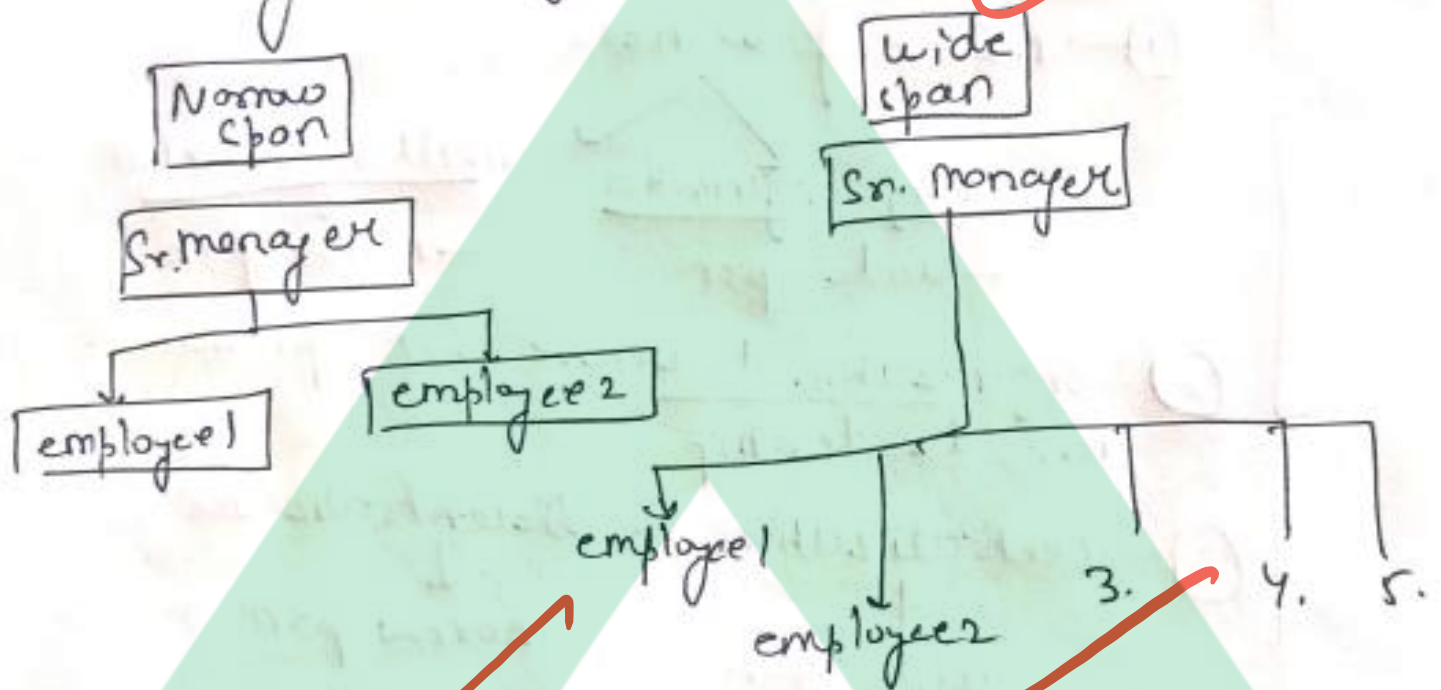 Narrow
Span
Sr. manager
employee 1
employee 2
wide
span
Sr. manager
employee 1
employee 2
3.
4.
5.